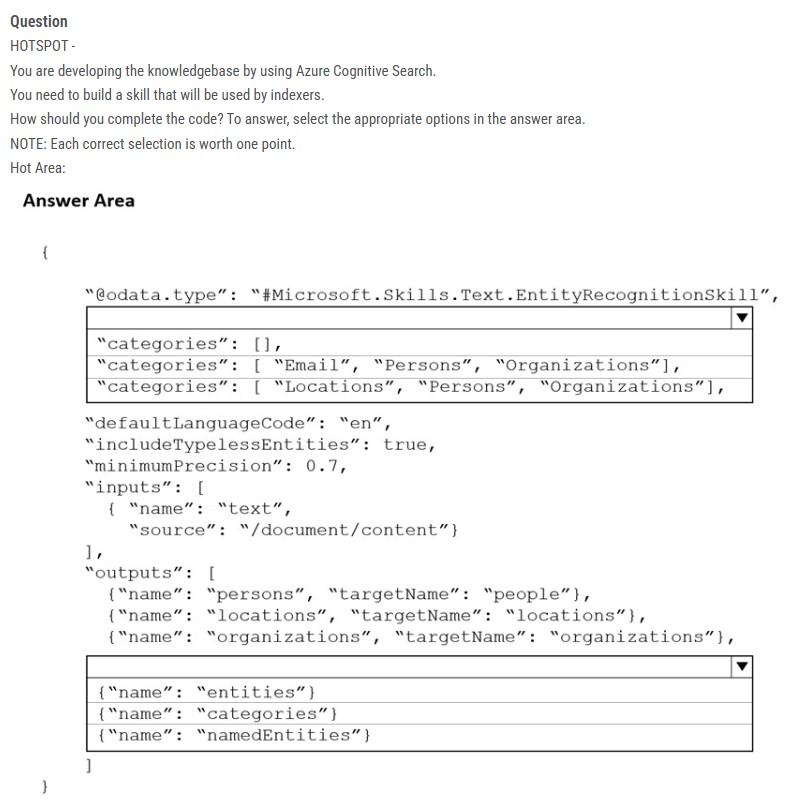 Question
HOTSPOT -
You are developing the knowledgebase by using Azure Cognitive Search.
You need to build a skill that will be used by indexers.
How should you complete the code? To answer, select the appropriate options in the answer area.
NOTE: Each correct selection is worth one point.
Hot Area:
Answer Area
{
“@odata.type”: “#Microsoft.Skills.Text.EntityRecognitionSkill”,
“categories”: [],
“categories”: [ “Email”, “Persons”, “Organizations”],
“categories”: [ “Locations”, “Persons”, “Organizations”],
“defaultLanguageCode”: “en”,
“includeTypelessEntities”: true,
“minimumPrecision”: 0.7,
“inputs”: [
{ “name”: “text”,
“source”: “/document/content”}
],
“outputs”: [
{“name”: “persons”, “targetName”: “people”},
{“name”: “locations”, “targetName”: “locations”},
{“name”: “organizations”, “targetName”: “organizations”},
{“name”: “entities”}
{“name”: “categories”}
{“name”: “namedEntities”}
]
}